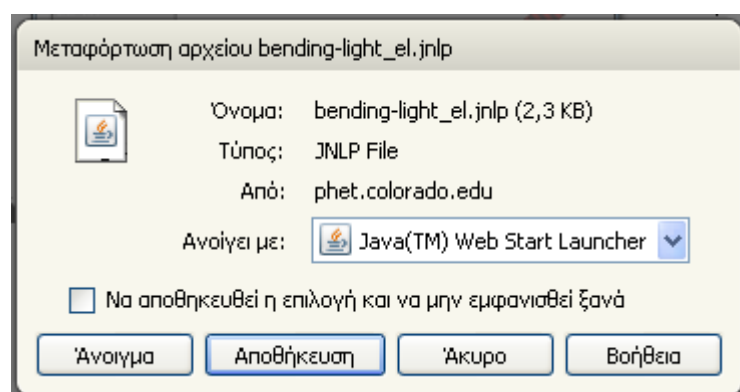 Μεταφόρτωση αρχείου bending-light_el.jnlp
Όνομα: bending-light_el.jnlp (2,3 KB)
Τύπος: JNLP File
Από: phet.colorado.edu
Ανοίγει με: Java(TM) Web Start Launcher
Να αποθηκευθεί η επιλογή και να μην εμφανισθεί ξανά
Άνοιγμα Αποθήκευση Άκυρο Βοήθεια